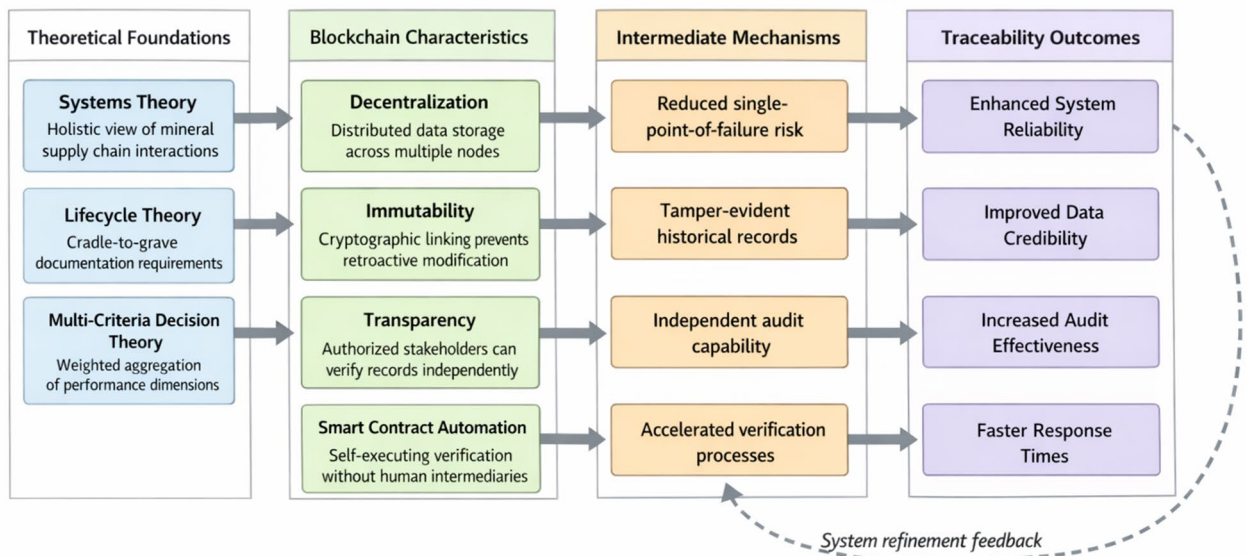 Theoretical Foundations
Systems Theory
Holistic view of mineral
supply chain interactions
Lifecycle Theory
Cradle-to-grave
documentation requirements
Multi-Criteria Decision
Theory
Weighted aggregation
of performance dimensions
Blockchain Characteristics
Decentralization
Distributed data storage
across multiple nodes
Immutability
Cryptographic linking prevents
retroactive modification
Transparency
Authorized stakeholders can
verify records independently
Smart Contract Automation
Self-executing verification
without human intermediaries
Intermediate Mechanisms
Reduced single-
point-of-failure risk
Tamper-evident
historical records
Independent audit
capability
Accelerated verification
processes
Traceability Outcomes
Enhanced System
Reliability
Improved Data
Credibility
Increased Audit
Effectiveness
Faster Response
Times
System refinement feedback